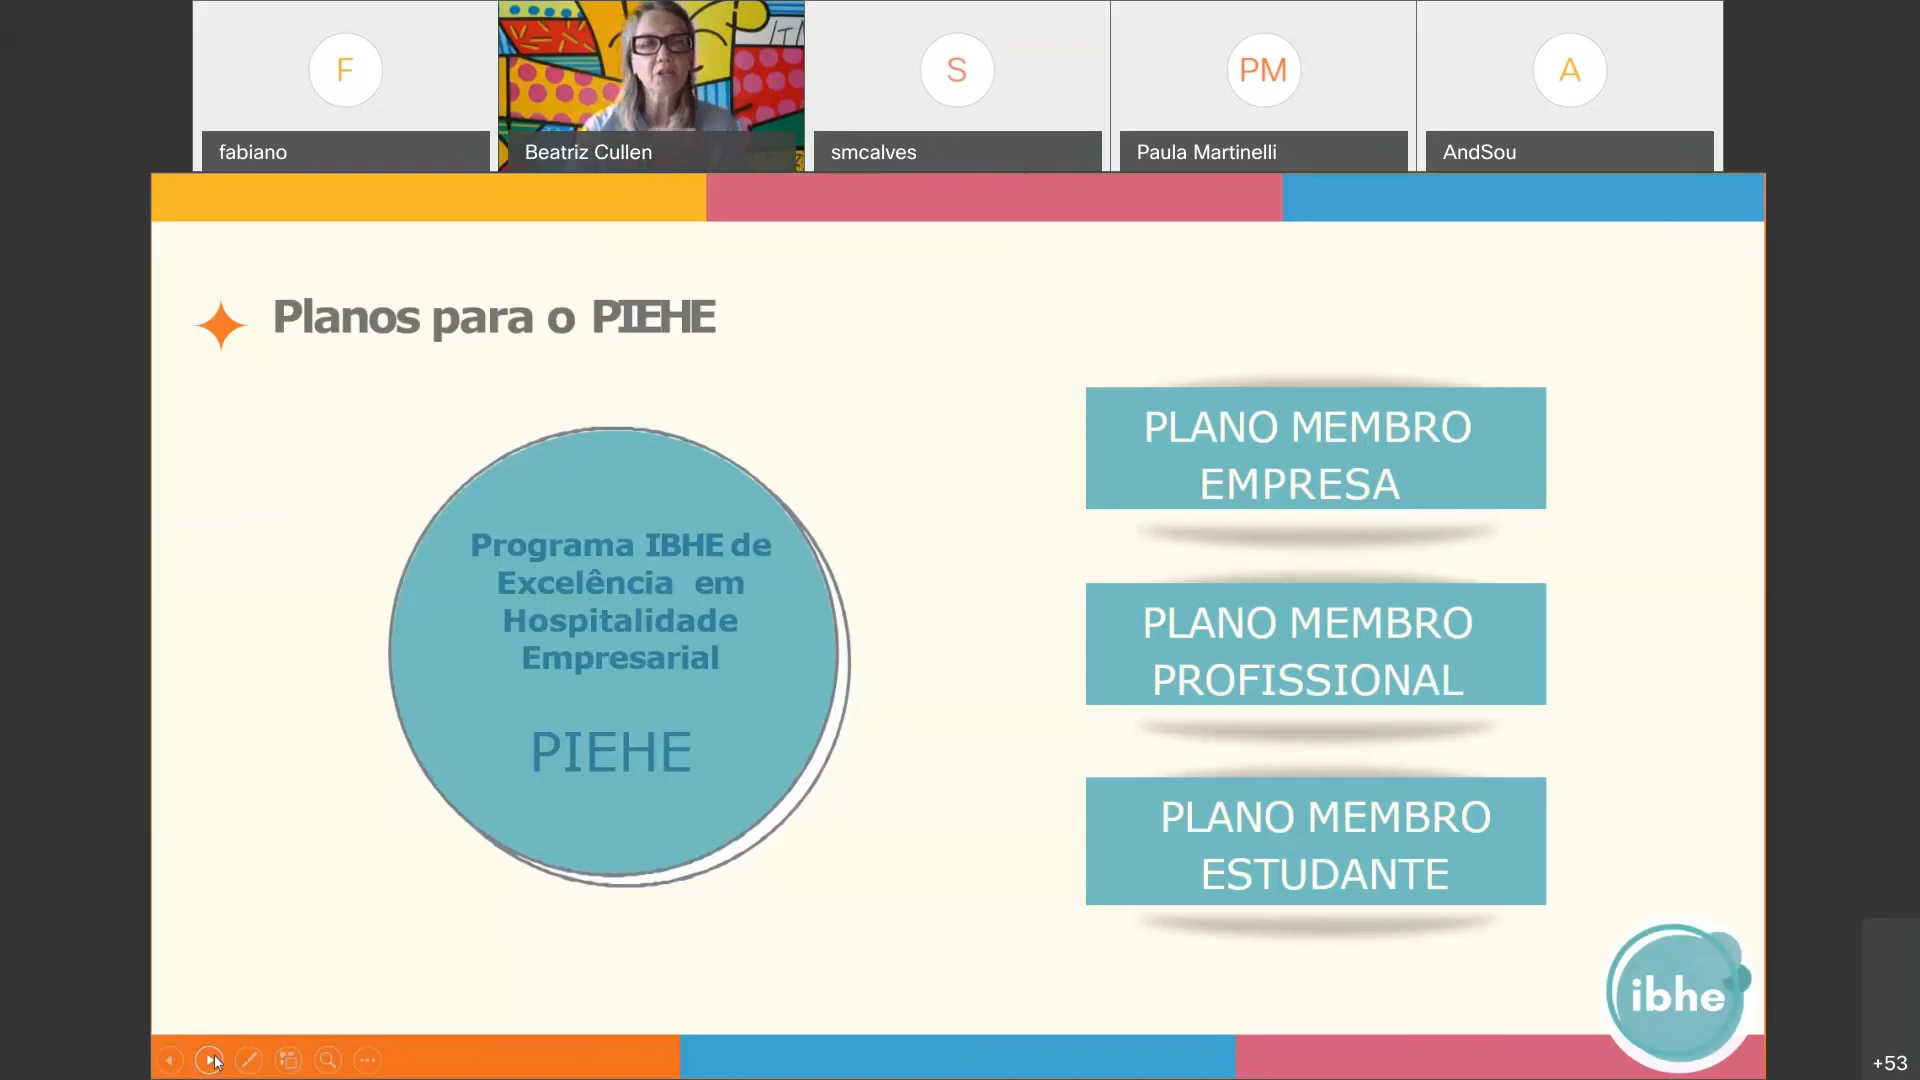 F
S
PM
A
fabiano
Beatriz Cullen
smcalves
Paula Martinelli
AndSou
Planos para o PIEHE
Programa IBHE de
Excelência em
Hospitalidade
Empresarial
PIEHE
PLANO MEMBRO
EMPRESA
PLANO MEMBRO
PROFISSIONAL
PLANO MEMBRO
ESTUDANTE
ibhe
+53